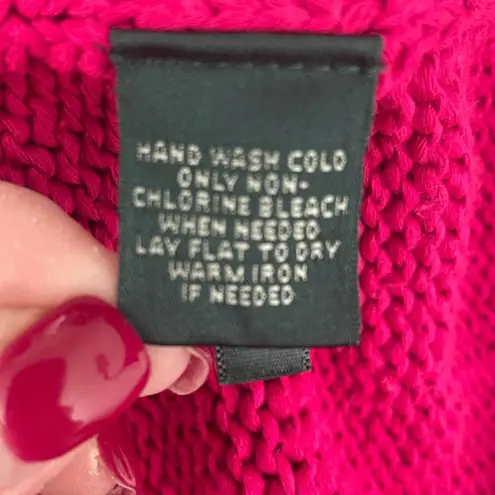 HAND WASH COLD
ONLY NON-
CHLORINE BLEACH
WHEN NEEDED
LAY FLAT TO DRY
WARM IRON
IF NEEDED